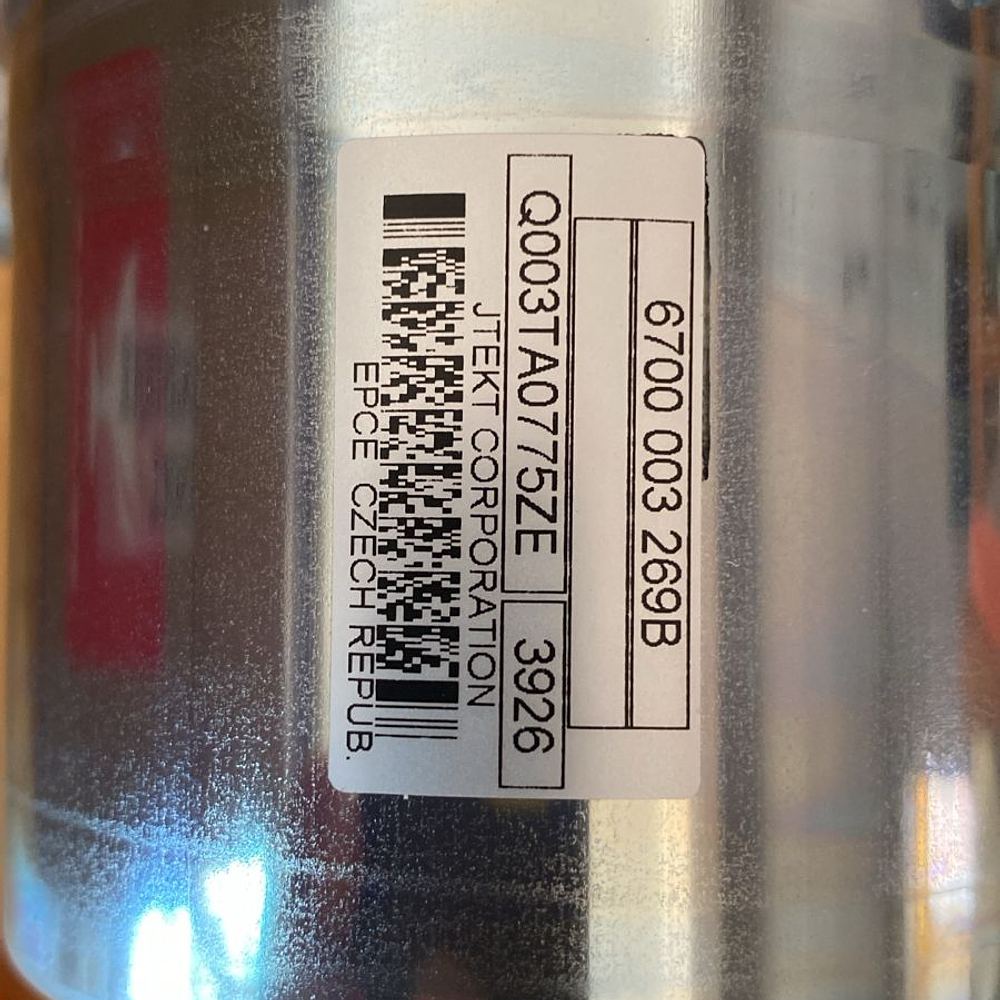 6700 003 269B
Q003TA0775ZE 3926
JTEKT CORPORATION
EPCE CZECH REPUB.